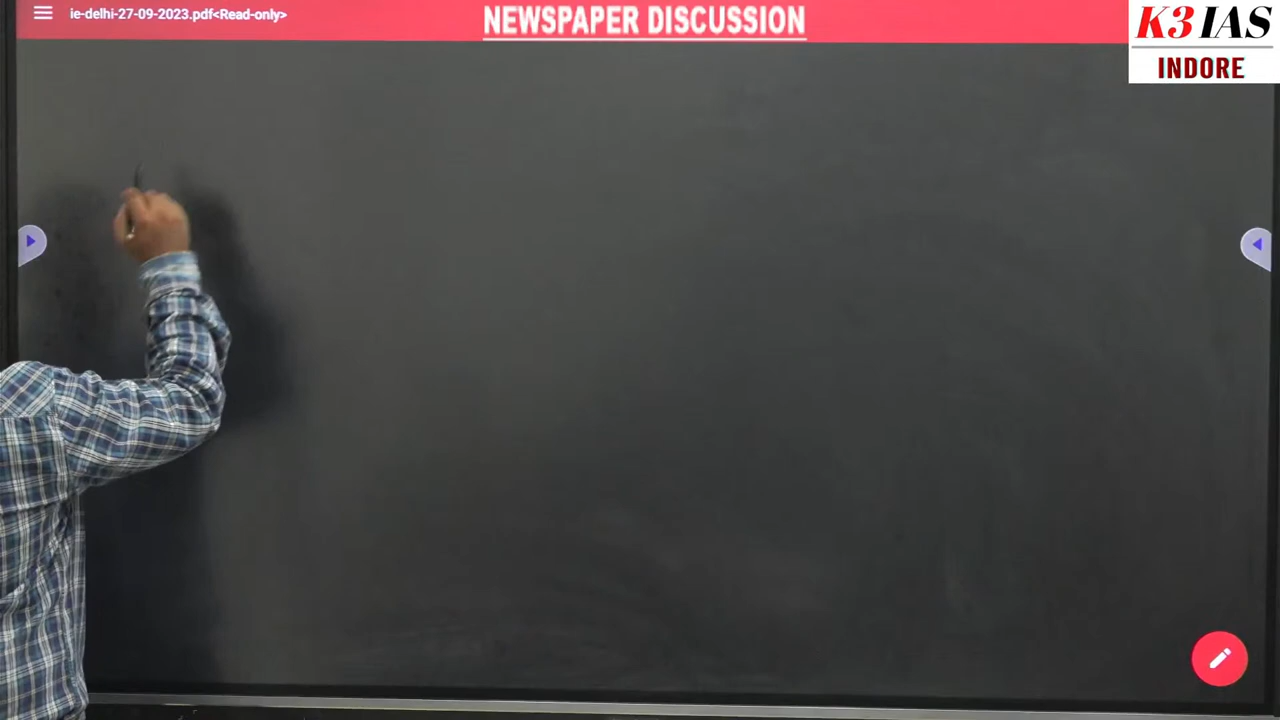 ie-delhi-27-09-2023.pdf<Read-only>
NEWSPAPER DISCUSSION
K3 IAS
INDORE